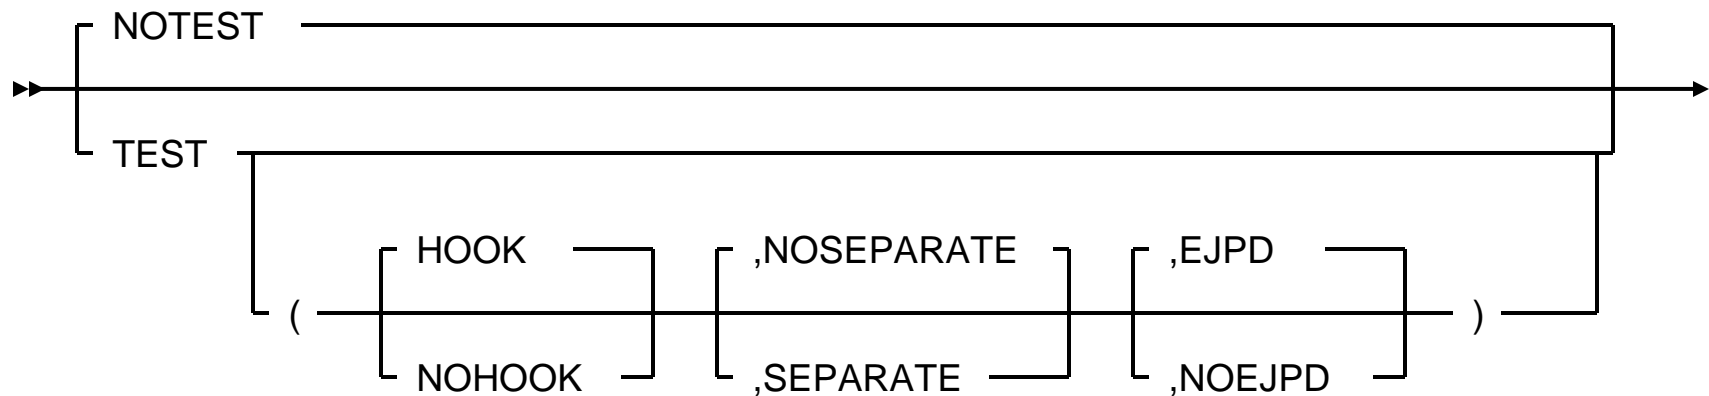 NOTEST
TEST
HOOK ,NOSEPARATE ,EJPD
( )
NOHOOK ,SEPARATE ,NOEJPD